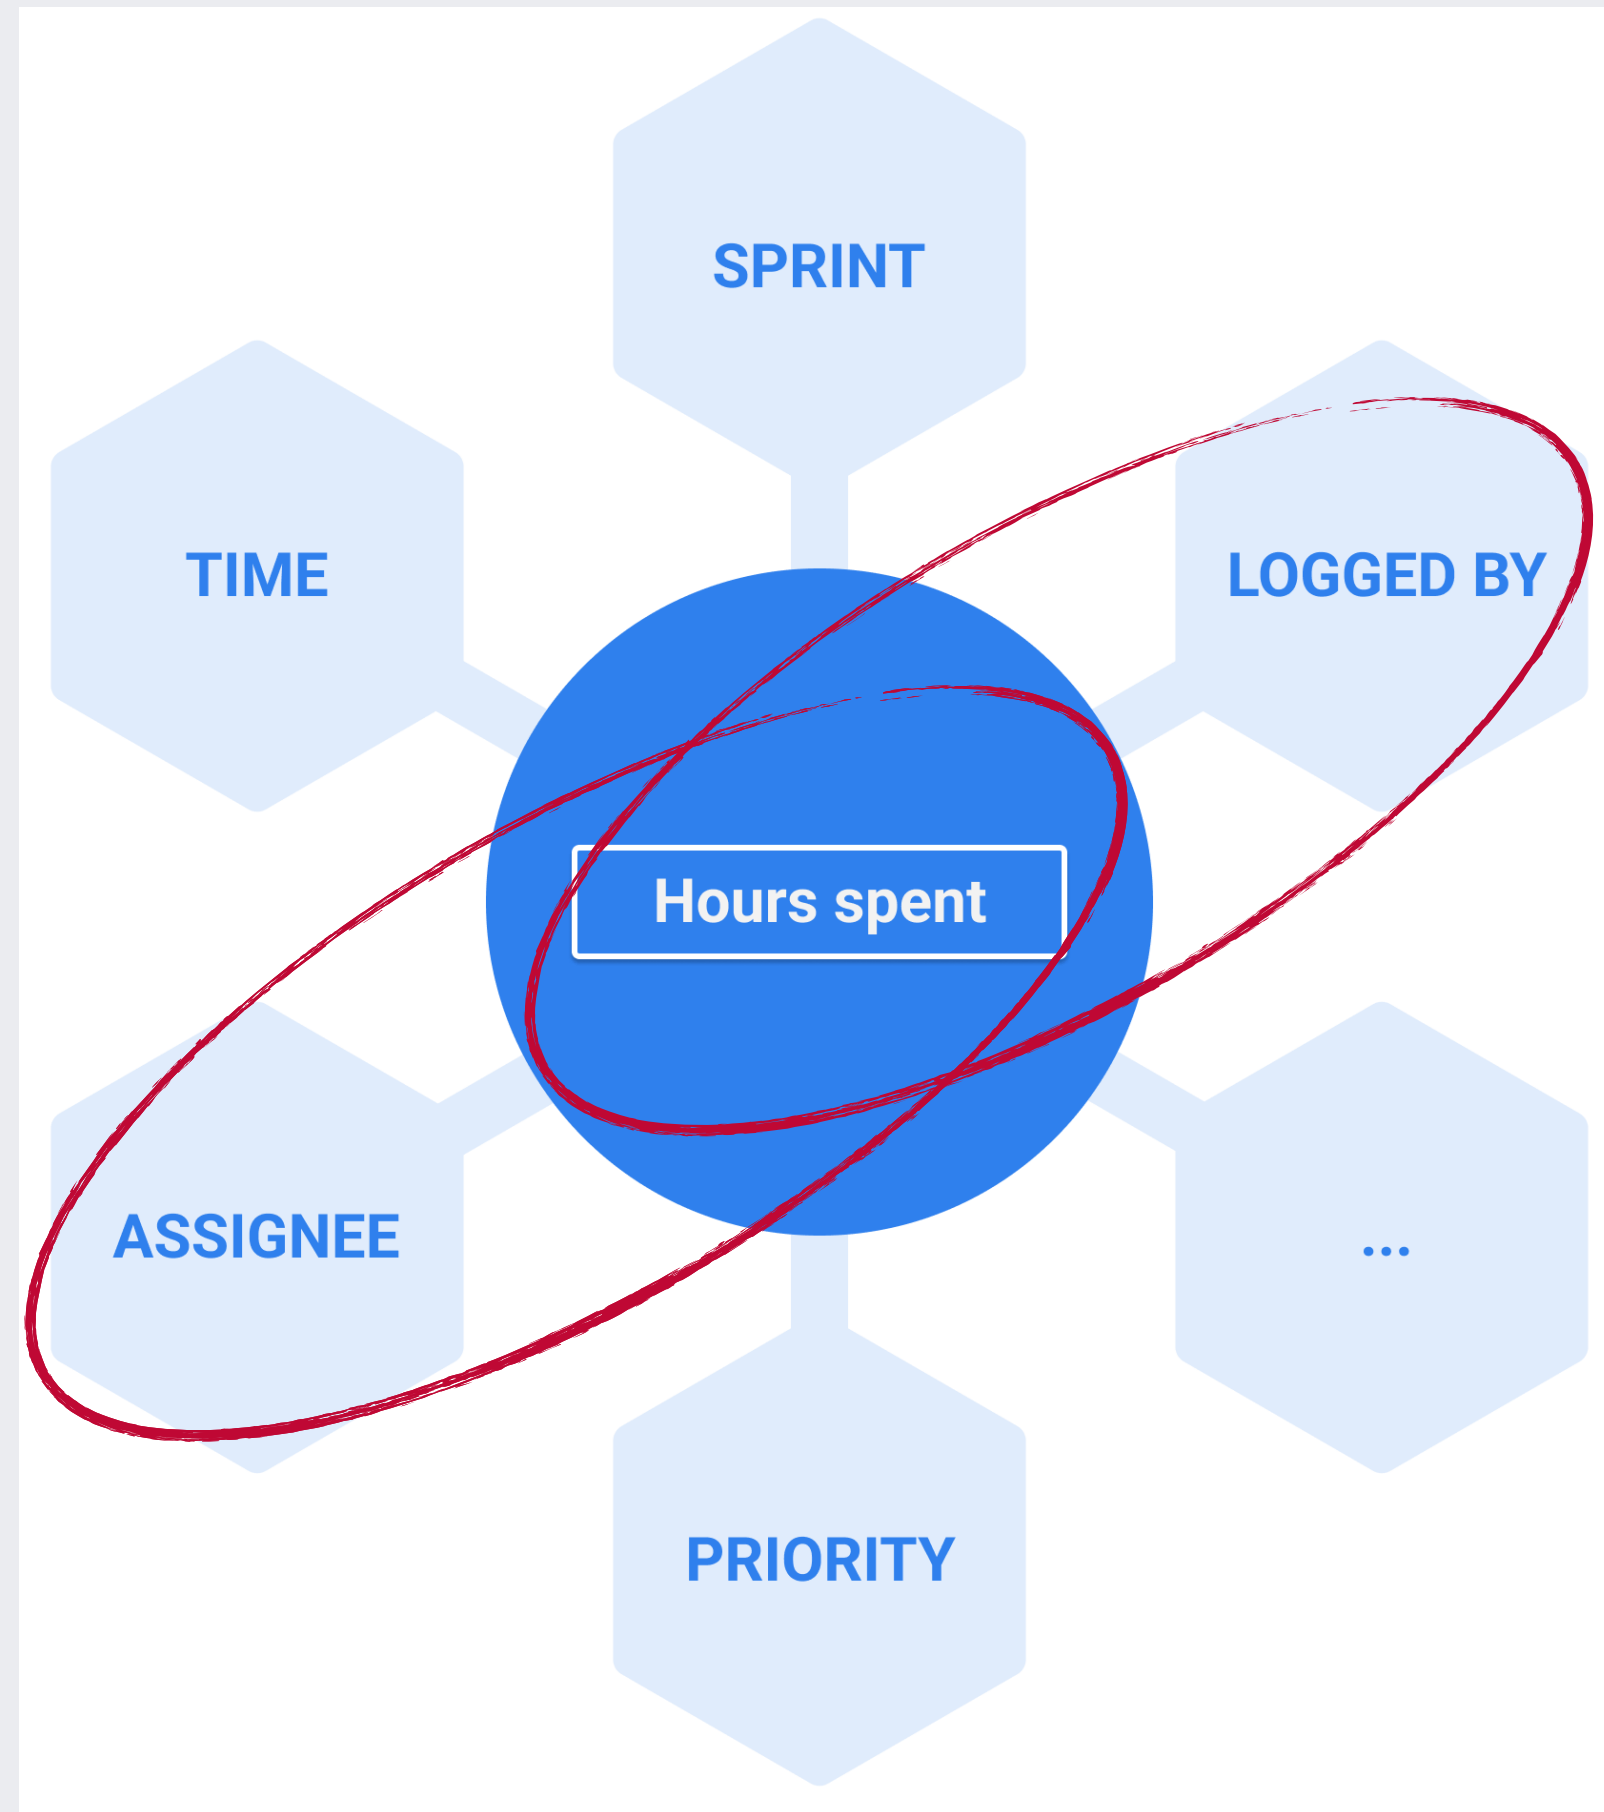 SPRINT
TIME
LOGGED BY
Hours spent
ASSIGNEE
...
PRIORITY